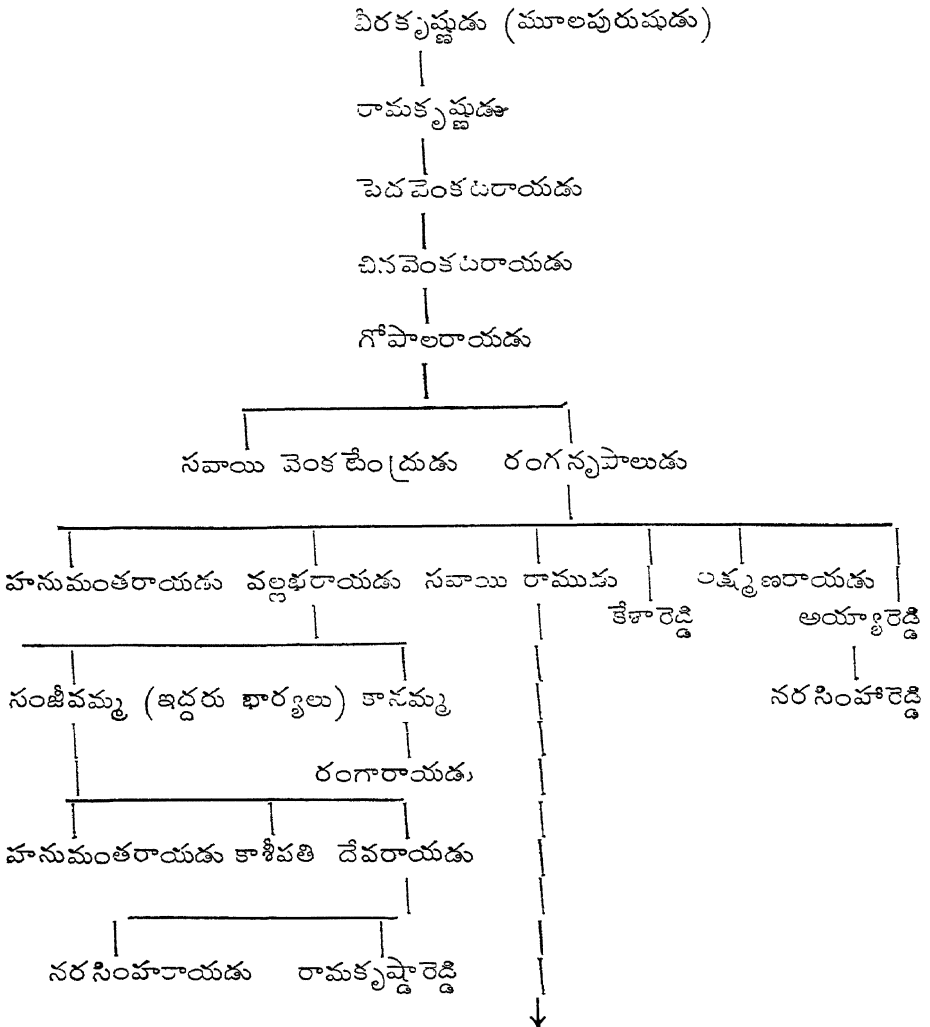 వీరకృష్ణుడు (మూలపురుషుడు)
రామకృష్ణుడు
పెదవెంకటరాయడు
చినవెంకటరాయడు
గోపాలరాయడు
సవాయి వెంకటేంద్రుడు రంగనృపాలుడు
హనుమంతరాయడు వల్లభరాయడు సవాయి రాముడు లక్ష్మణరాయడు
కేశారెడ్డి అయ్యారెడ్డి
సంజీవమ్మ (ఇద్దరు భార్యలు) కానమ్మ నరసింహారెడ్డి
రంగారాయడు
హనుమంతరాయడు కాశీపతి దేవరాయడు
నరసింహరాయడు రామకృష్ణారెడ్డి